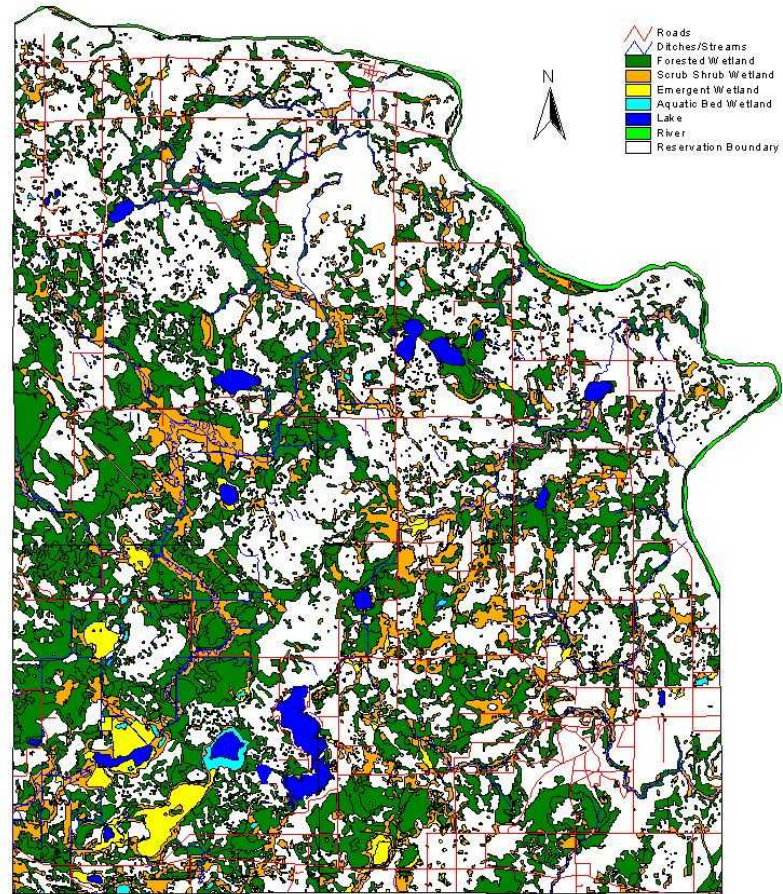 Roads
Ditches/Streams
Forested Wetland
Scrub Shrub Wetland
Emergent Wetland
Aquatic Bed Wetland
Lake
River
Reservation Boundary
N